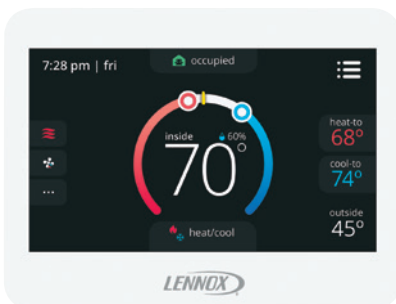 7:28 pm | fri
occupied
inside
60%
70°
heat-to
68°
cool-to
74°
outside
45°
heat/cool
LENNOX